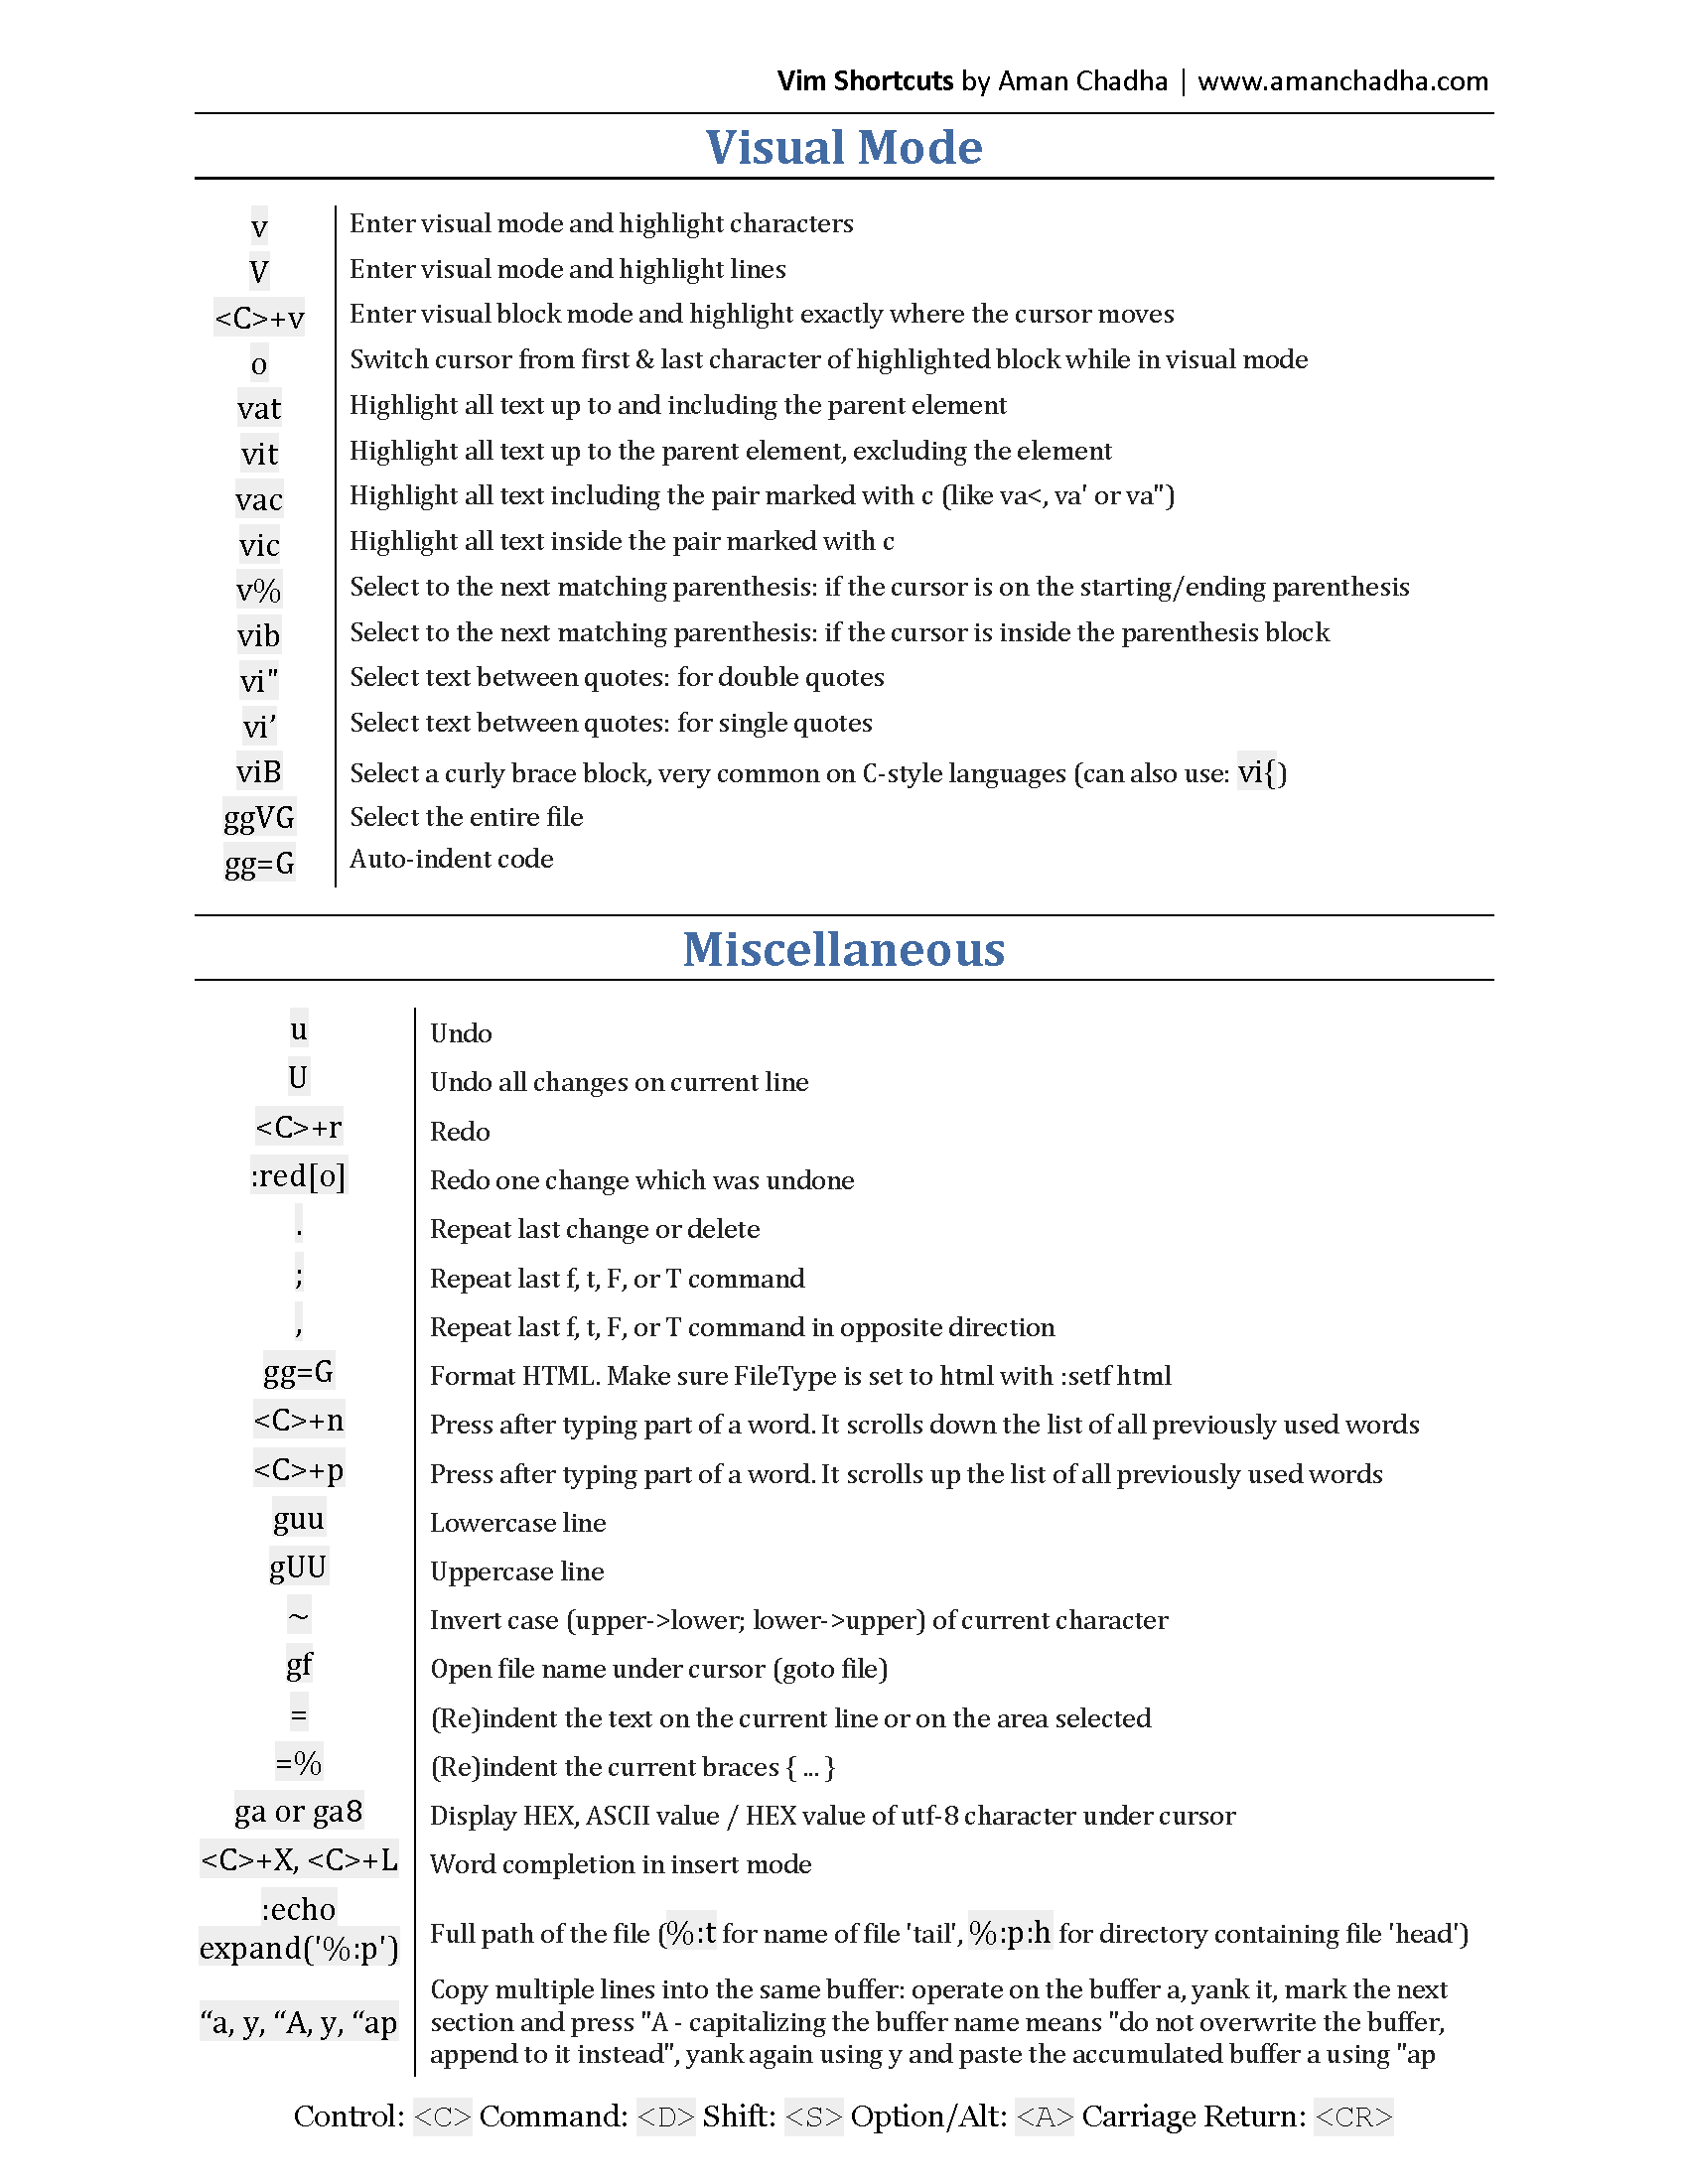 Vim Shortcuts by Aman Chadha | www.amanchadha.com
Visual Mode
v Enter visual mode and highlight characters
V Enter visual mode and highlight lines
<C>+v Enter visual block mode and highlight exactly where the cursor moves
o Switch cursor from first & last character of highlighted block while in visual mode
vat Highlight all text up to and including the parent element
vit Highlight all text up to the parent element, excluding the element
vac Highlight all text including the pair marked with c (like va<, va' or va")
vic Highlight all text inside the pair marked with c
v% Select to the next matching parenthesis: if the cursor is on the starting/ending parenthesis
vib Select to the next matching parenthesis: if the cursor is inside the parenthesis block
vi" Select text between quotes: for double quotes
vi’ Select text between quotes: for single quotes
viB Select a curly brace block, very common on C-style languages (can also use: vi{)
ggVG Select the entire file
gg=G Auto-indent code
Miscellaneous
u Undo
U Undo all changes on current line
<C>+r Redo
:red[o] Redo one change which was undone
. Repeat last change or delete
; Repeat last f, t, F, or T command
, Repeat last f, t, F, or T command in opposite direction
gg=G Format HTML. Make sure FileType is set to html with :setf html
<C>+n Press after typing part of a word. It scrolls down the list of all previously used words
<C>+p Press after typing part of a word. It scrolls up the list of all previously used words
guu Lowercase line
gUU Uppercase line
~ Invert case (upper->lower; lower->upper) of current character
gf Open file name under cursor (goto file)
= (Re)indent the text on the current line or on the area selected
=% (Re)indent the current braces { ... }
ga or ga8 Display HEX, ASCII value / HEX value of utf-8 character under cursor
<C>+X, <C>+L Word completion in insert mode
:echo
expand('%:p') Full path of the file (%:t for name of file 'tail', %:p:h for directory containing file 'head')
“a, y, “A, y, “ap Copy multiple lines into the same buffer: operate on the buffer a, yank it, mark the next
section and press "A - capitalizing the buffer name means "do not overwrite the buffer,
append to it instead", yank again using y and paste the accumulated buffer a using "ap
Control: <C> Command: <D> Shift: <S> Option/Alt: <A> Carriage Return: <CR>